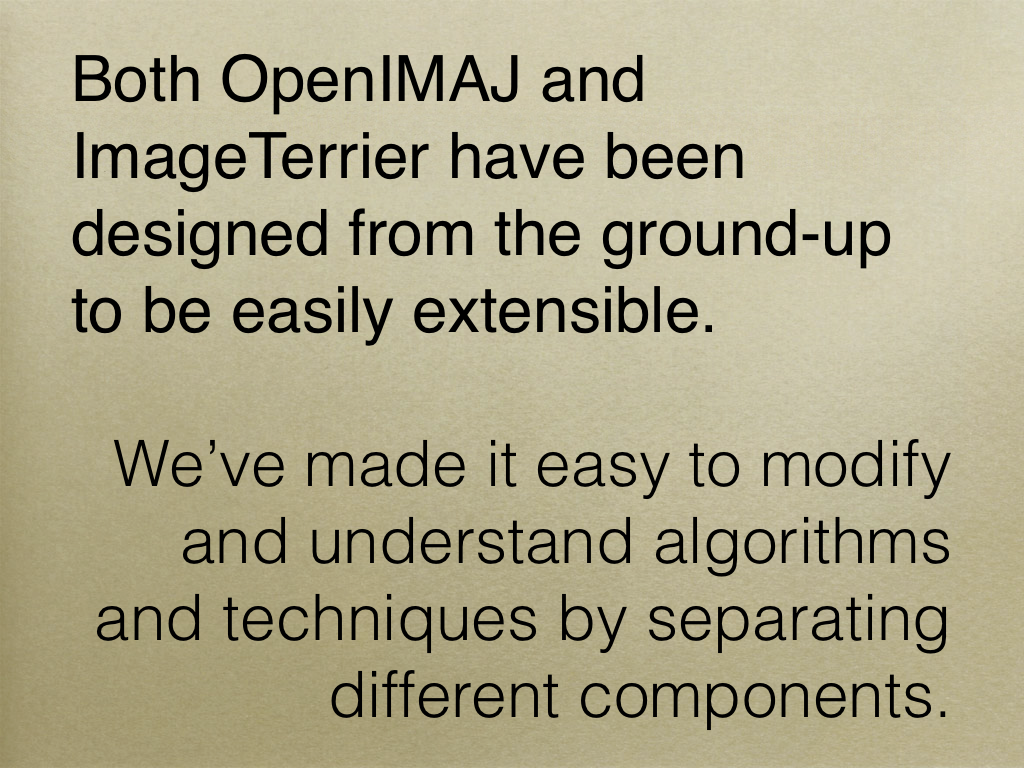 Both OpenIMAJ and
ImageTerrier have been
designed from the ground-up
to be easily extensible.
We’ve made it easy to modify
and understand algorithms
and techniques by separating
different components.